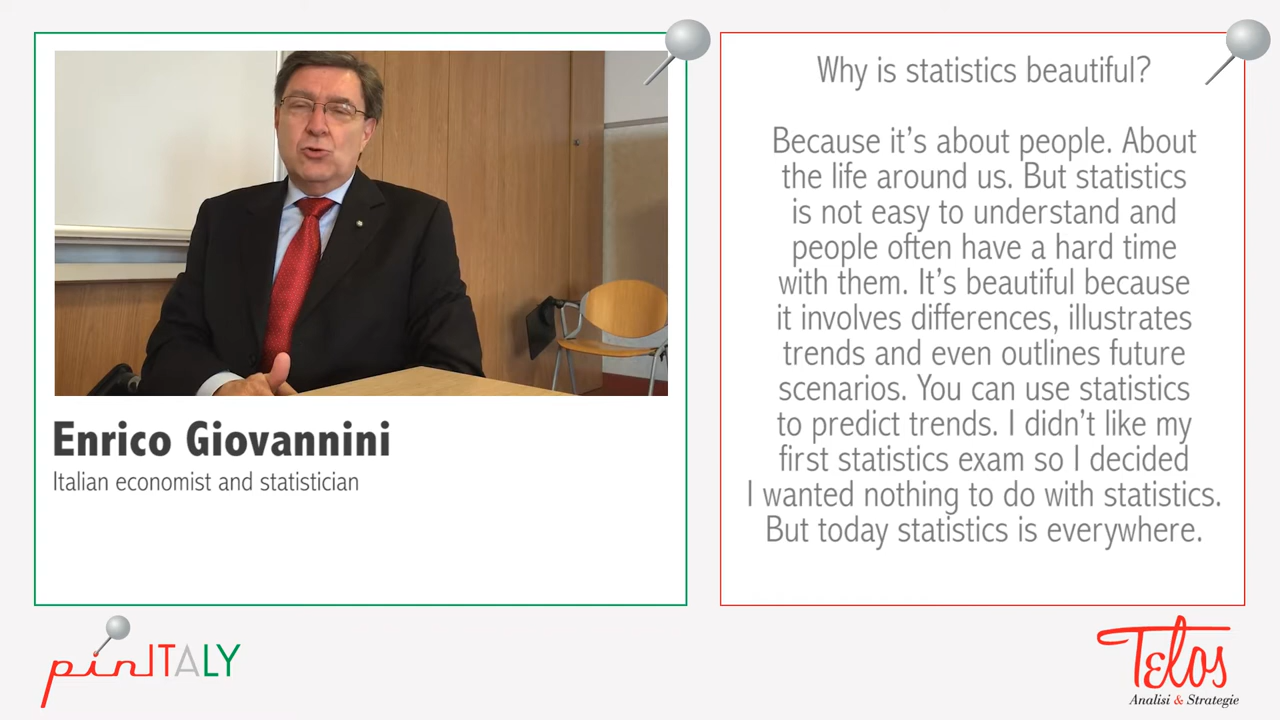 Enrico Giovannini
Italian economist and statistician
Why is statistics beautiful?
Because it's about people. About
the life around us. But statistics
is not easy to understand and
people often have a hard time
with them. It's beautiful because
it involves differences, illustrates
trends and even outlines future
scenarios. You can use statistics
to predict trends. I didn't like my
first statistics exam so I decided
I wanted nothing to do with statistics.
But today statistics is everywhere.
pinITALY
Telos
Analisi & Strategie